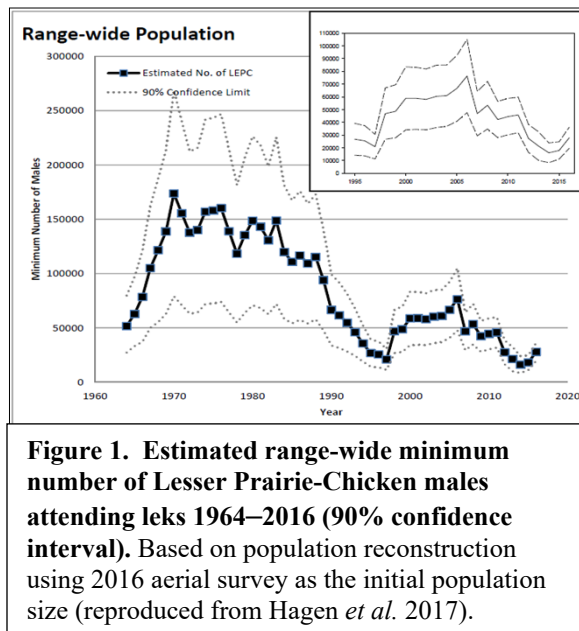 Range-wide Population
300000
250000
200000
150000
100000
50000
0
Minimum Number of Males
Estimated No. of LEPC
90% Confidence Limit
1960
1970
1980
1990
2000
2010
2020
Year
110000
100000
90000
80000
70000
60000
50000
40000
30000
20000
10000
0
1995
2000
2005
2010
2015
Figure 1. Estimated range-wide minimum
number of Lesser Prairie-Chicken males
attending leks 1964–2016 (90% confidence
interval). Based on population reconstruction
using 2016 aerial survey as the initial population
size (reproduced from Hagen et al. 2017).